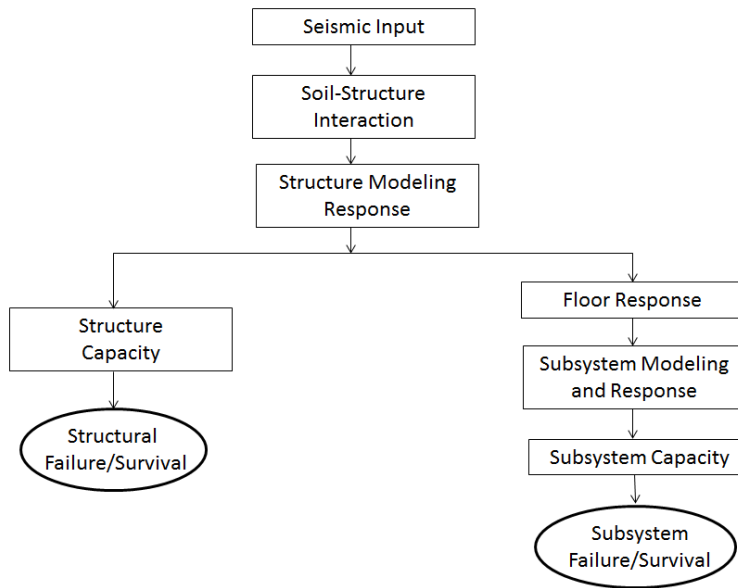 Seismic Input
Soil-Structure
Interaction
Structure Modeling
Response
Structure
Capacity
Structural
Failure/Survival
Floor Response
Subsystem Modeling
and Response
Subsystem Capacity
Subsystem
Failure/Survival